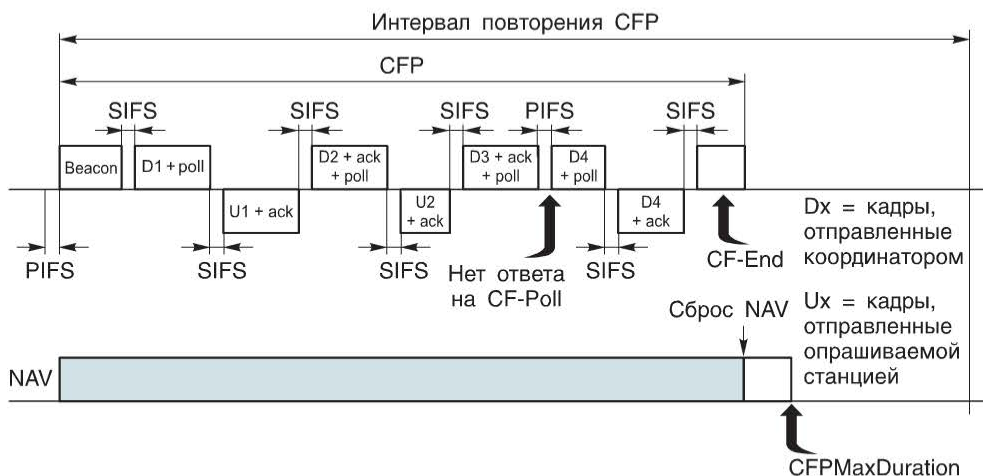 Интервал повторения CFP
CFP
SIFS
SIFS
SIFS
PIFS
SIFS
Beacon
D1 + poll
D2 + ack
+ poll
D3 + ack
+ poll
D4
+ poll
U1 + ack
U2
+ ack
D4
+ ack
PIFS
SIFS
SIFS
Нет ответа
на CF-Poll
SIFS
CF-End
Dx = кадры,
отправленные
координатором
Сброс NAV
Ux = кадры,
отправленные
опрашиваемой
станцией
NAV
CFPMaxDuration